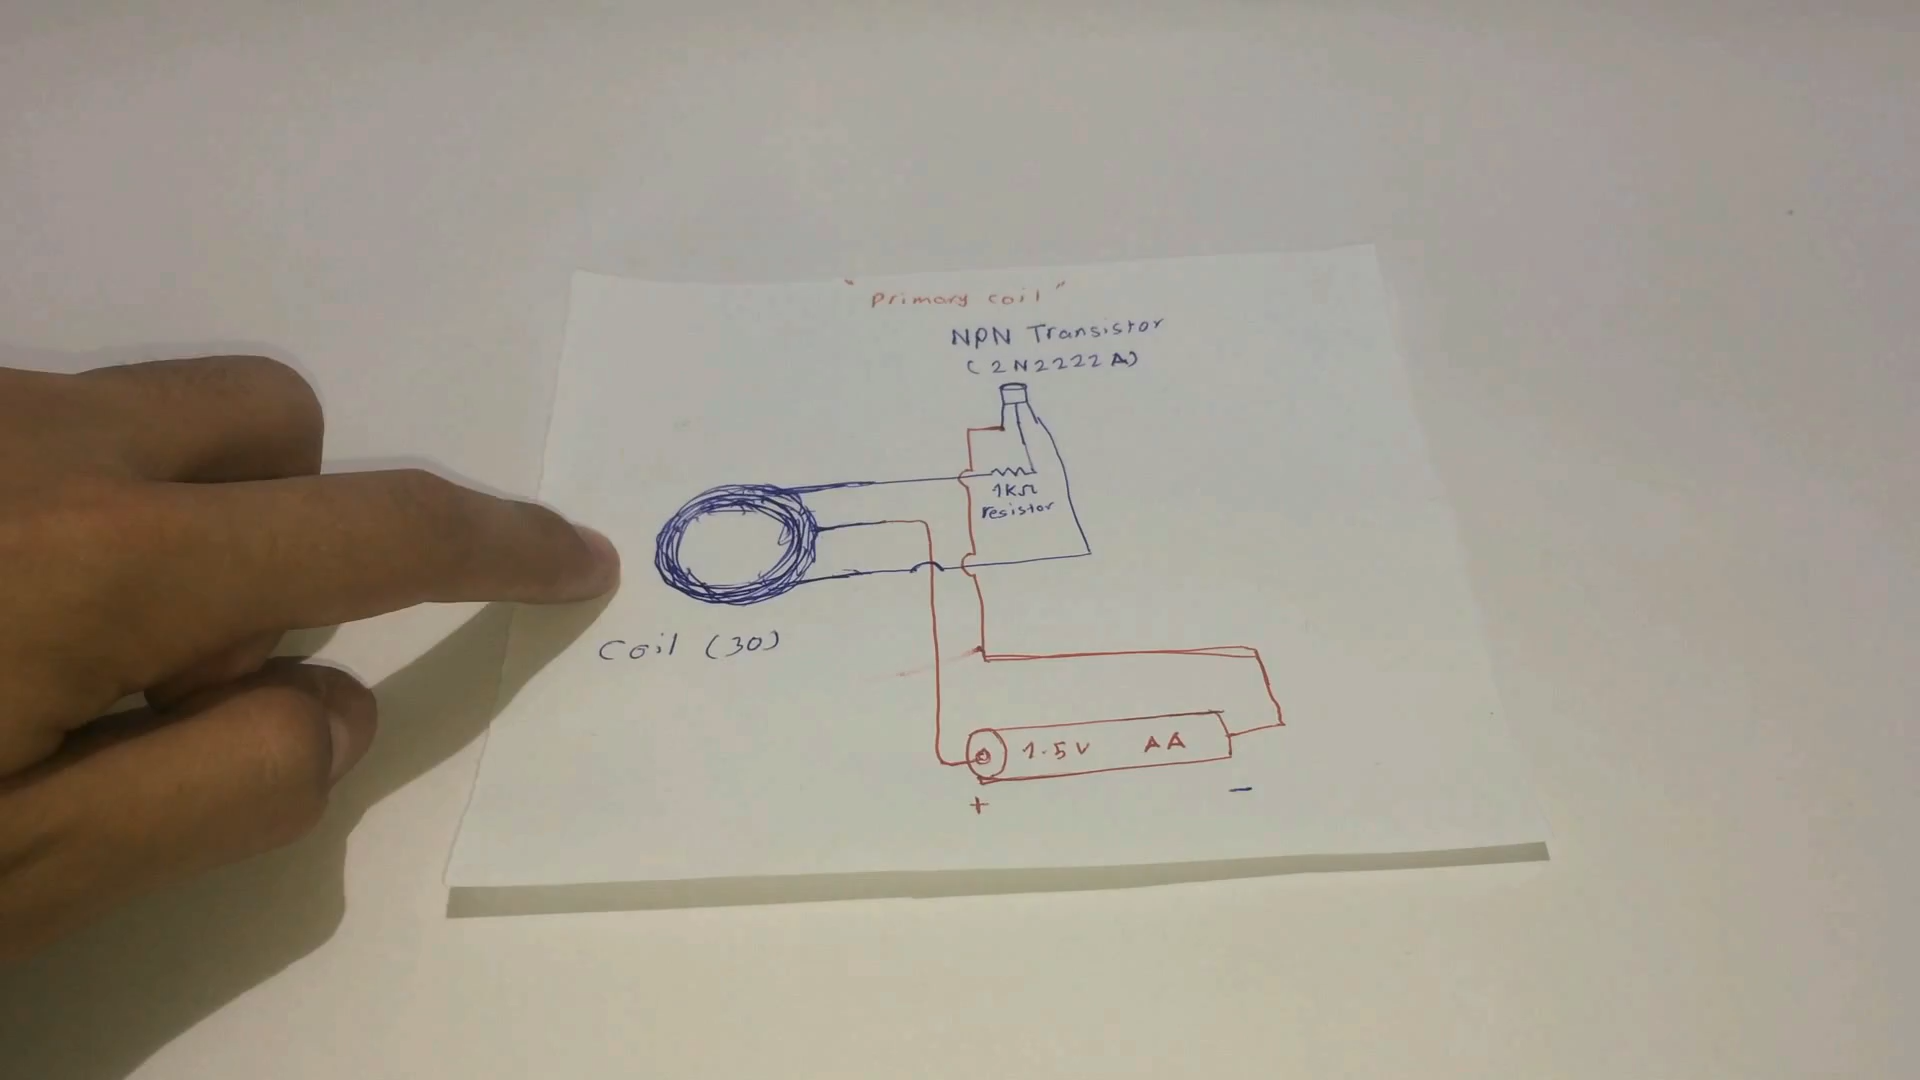 "Primary coil"
NPN Transistor
(2N2222A)
1KΩ
resistor
Coil (30)
1.5V AA
+ −